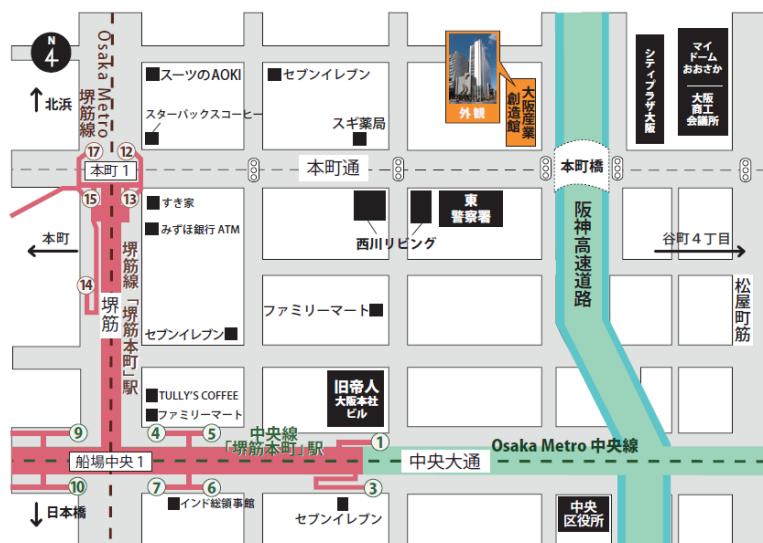 N
4
北浜
Osaka Metro
堺筋線
スーツのAOKI
セブンイレブン
スターバックスコーヒー
スギ薬局
外観
大阪産業
創造館
シティプラザ大阪
マイ
ドーム
おおさか
大阪
商工
会議所
17
12
本町 1
15
13
本町通
本町橋
すき家
みずほ銀行 ATM
西川リビング
東
警察署
本町
谷町4丁目
阪神高速道路
松屋町筋
14
堺筋
堺筋線「堺筋本町」駅
ファミリーマート
セブンイレブン
TULLY'S COFFEE
ファミリーマート
旧帝人
大阪本社
ビル
9
4
5
中央線
「堺筋本町」駅
1
Osaka Metro 中央線
船場中央 1
中央大通
10
7
6
3
日本橋
インド総領事館
セブンイレブン
中央
区役所